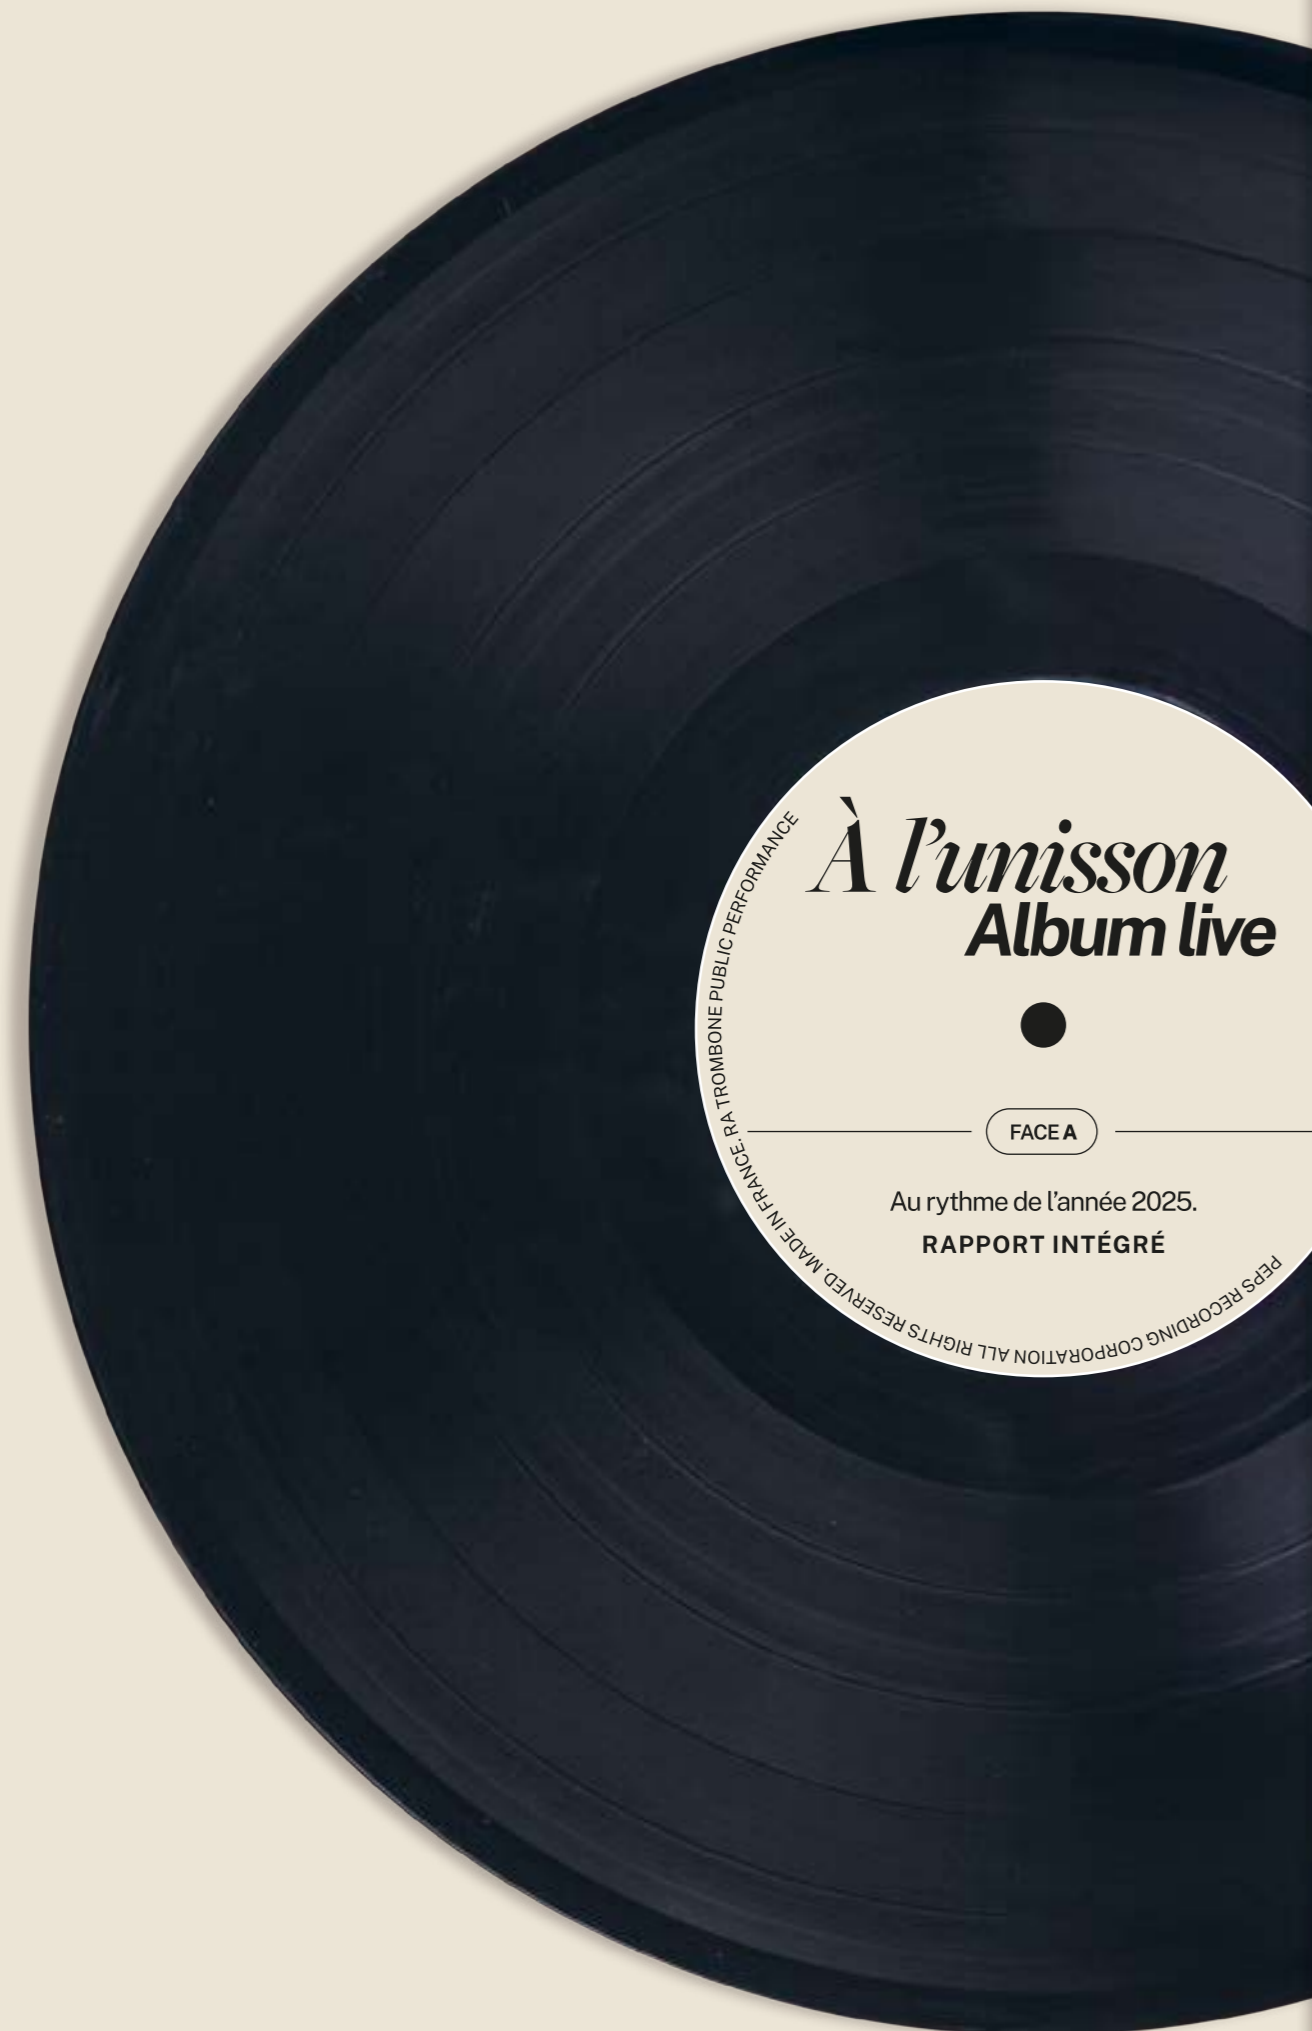 À l’unisson
Album live
FACE A
Au rythme de l’année 2025.
RAPPORT INTÉGRÉ
PEPS RECORDING CORPORATION ALL RIGHTS RESERVED. MADE IN FRANCE. RA TROMBONE PUBLIC PERFORMANCE